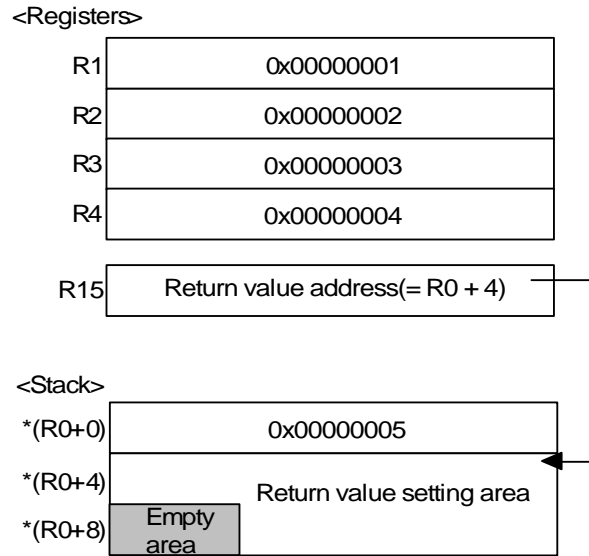 <Registers>
R1 0x00000001
R2 0x00000002
R3 0x00000003
R4 0x00000004
R15 Return value address(= R0 + 4)
<Stack>
*(R0+0) 0x00000005
*(R0+4)
Return value setting area
*(R0+8) Empty
area